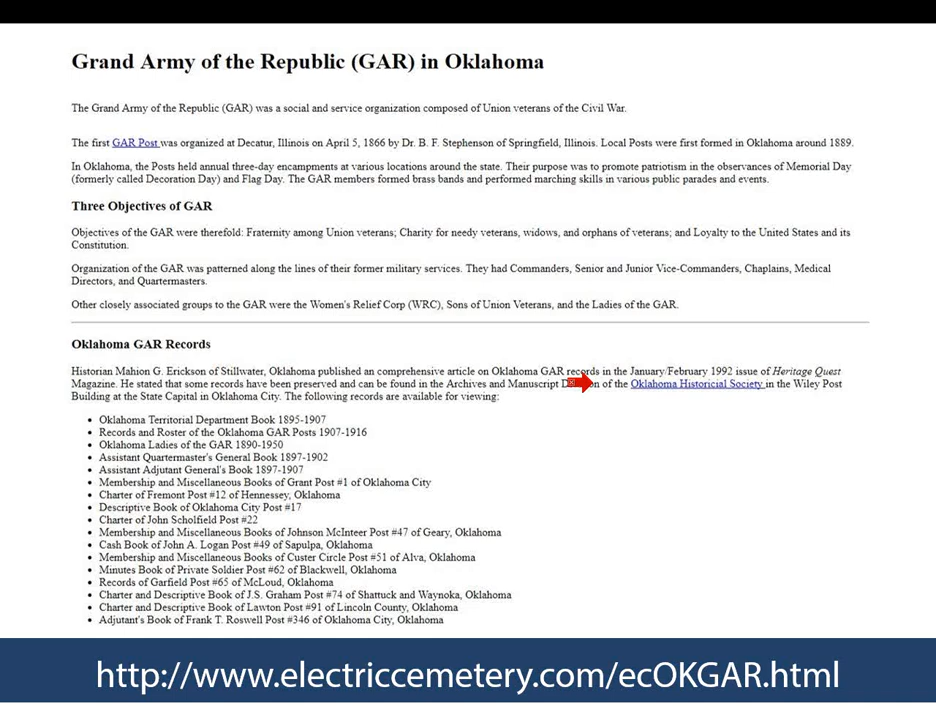 Grand Army of the Republic (GAR) in Oklahoma
The Grand Army of the Republic (GAR) was a social and service organization composed of Union veterans of the Civil War.
The first GAR Post was organized at Decatur, Illinois on April 5, 1866 by Dr. B. F. Stephenson of Springfield, Illinois. Local Posts were first formed in Oklahoma around 1889.
In Oklahoma, the Posts held annual three-day encampments at various locations around the state. Their purpose was to promote patriotism in the observances of Memorial Day
(formerly called Decoration Day) and Flag Day. The GAR members formed brass bands and performed marching skills in various public parades and events.
Three Objectives of GAR
Objectives of the GAR were therefold: Fraternity among Union veterans; Charity for needy veterans, widows, and orphans of veterans; and Loyalty to the United States and its
Constitution.
Organization of the GAR was patterned along the lines of their former military services. They had Commanders, Senior and Junior Vice-Commanders, Chaplains, Medical
Directors, and Quartermasters.
Other closely associated groups to the GAR were the Women's Relief Corp (WRC), Sons of Union Veterans, and the Ladies of the GAR.
Oklahoma GAR Records
Historian Mahion G. Erickson of Stillwater, Oklahoma published an comprehensive article on Oklahoma GAR records in the January/February 1992 issue of Heritage Quest
Magazine. He stated that some records have been preserved and can be found in the Archives and Manuscript of the Oklahoma Historicial Society in the Wiley Post
Building at the State Capital in Oklahoma City. The following records are available for viewing:
• Oklahoma Territorial Department Book 1895-1907
• Records and Roster of the Oklahoma GAR Posts 1907-1916
• Oklahoma Ladies of the GAR 1890-1950
• Assistant Quartermaster's General Book 1897-1902
• Assistant Adjutant General's Book 1897-1907
• Membership and Miscellaneous Books of Grant Post #1 of Oklahoma City
• Charter of Fremont Post #12 of Hennessey, Oklahoma
• Descriptive Book of Oklahoma City Post #17
• Charter of John Scholfield Post #22
• Membership and Miscellaneous Books of Johnson McInteer Post #47 of Geary, Oklahoma
• Cash Book of John A. Logan Post #49 of Sapulpa, Oklahoma
• Membership and Miscellaneous Books of Custer Circle Post #51 of Alva, Oklahoma
• Minutes Book of Private Soldier Post #62 of Blackwell, Oklahoma
• Records of Garfield Post #65 of McLoud, Oklahoma
• Charter and Descriptive Book of J.S. Graham Post #74 of Shattuck and Waynoka, Oklahoma
• Charter and Descriptive Book of Lawton Post #91 of Lincoln County, Oklahoma
• Adjutant's Book of Frank T. Roswell Post #346 of Oklahoma City, Oklahoma
http://www.electriccemetery.com/ecOKGAR.html